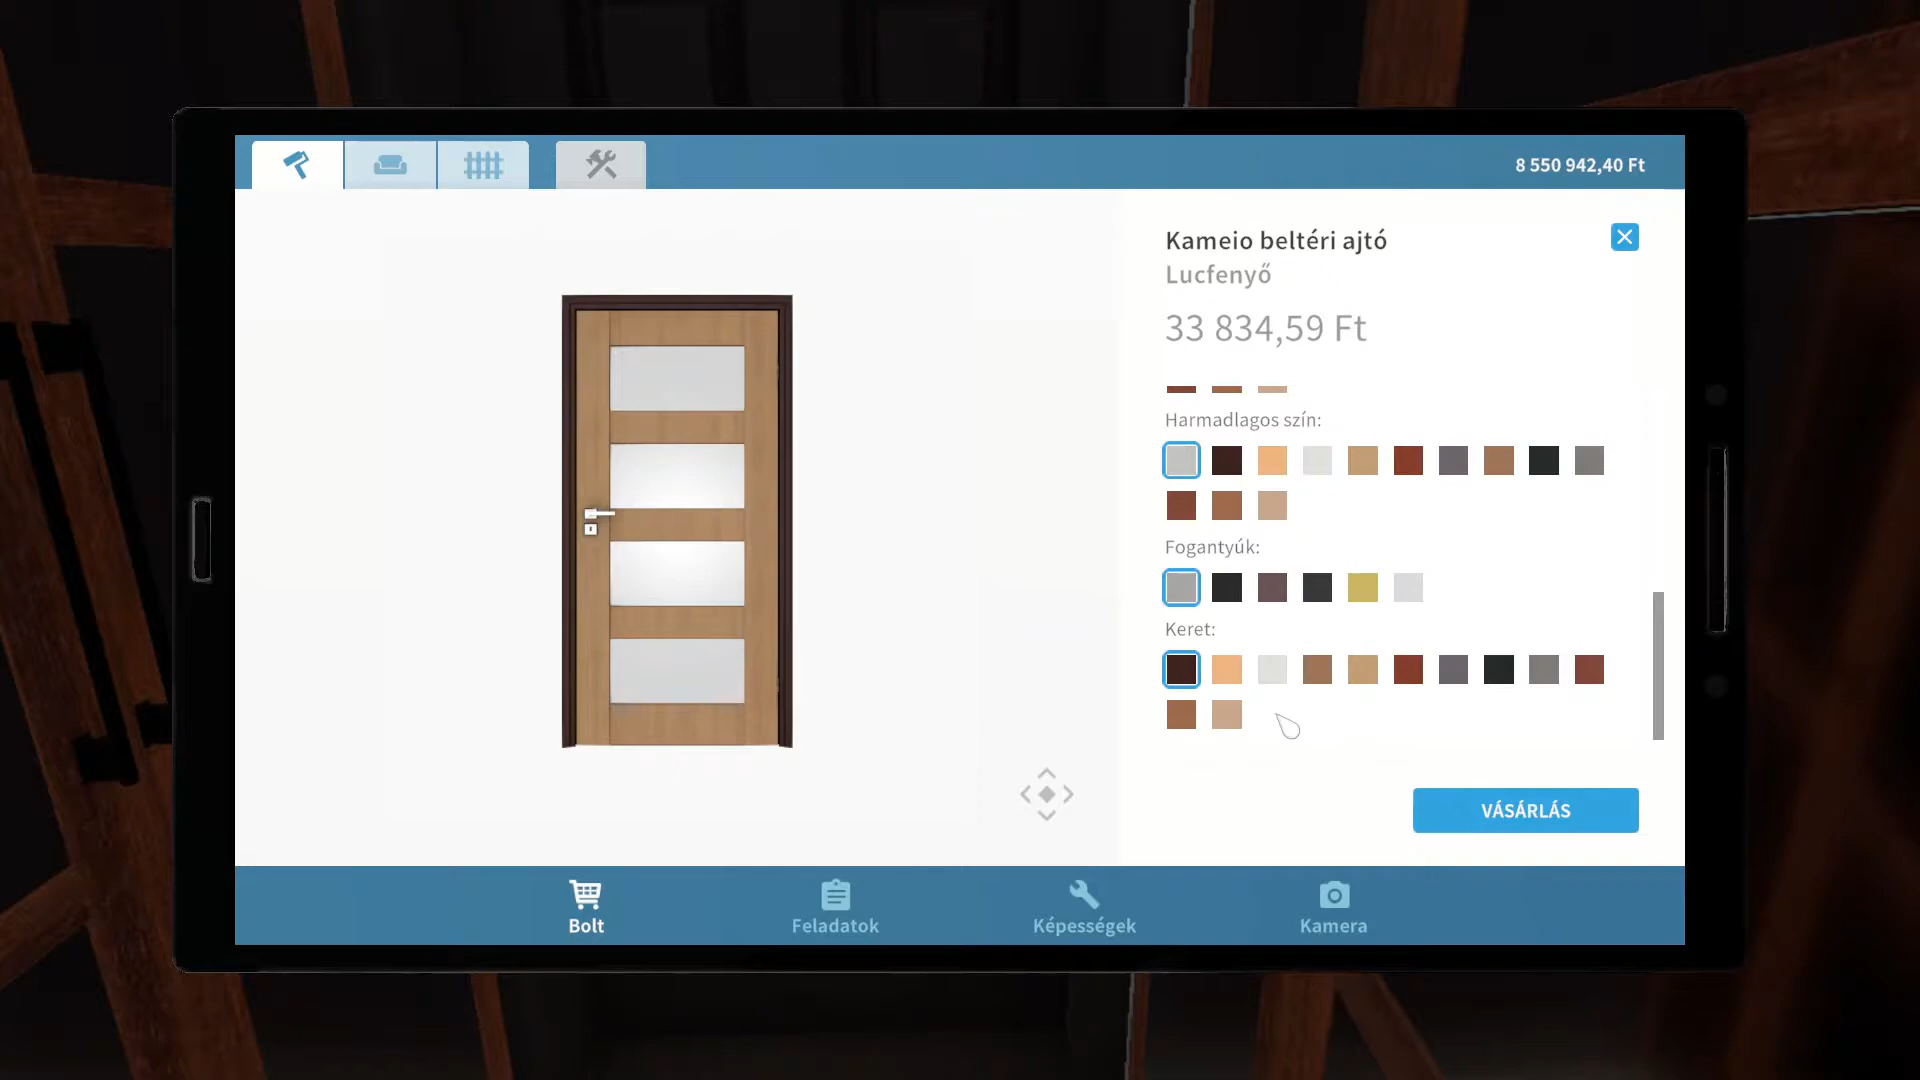 8 550 942,40 Ft
Kameio beltéri ajtó
Lucfenyő
33 834,59 Ft
Harmadlagos szín:
Fogantyúk:
Keret:
VÁSÁRLÁS
Bolt
Feladatok
Képességek
Kamera